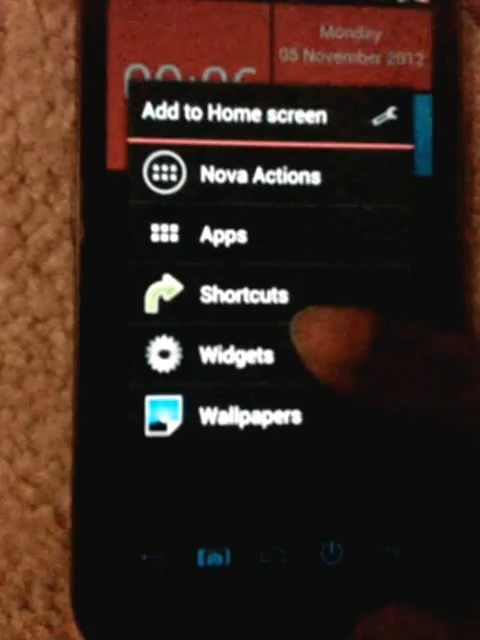 Monday
05 November 2012
Add to Home screen
Nova Actions
Apps
Shortcuts
Widgets
Wallpapers